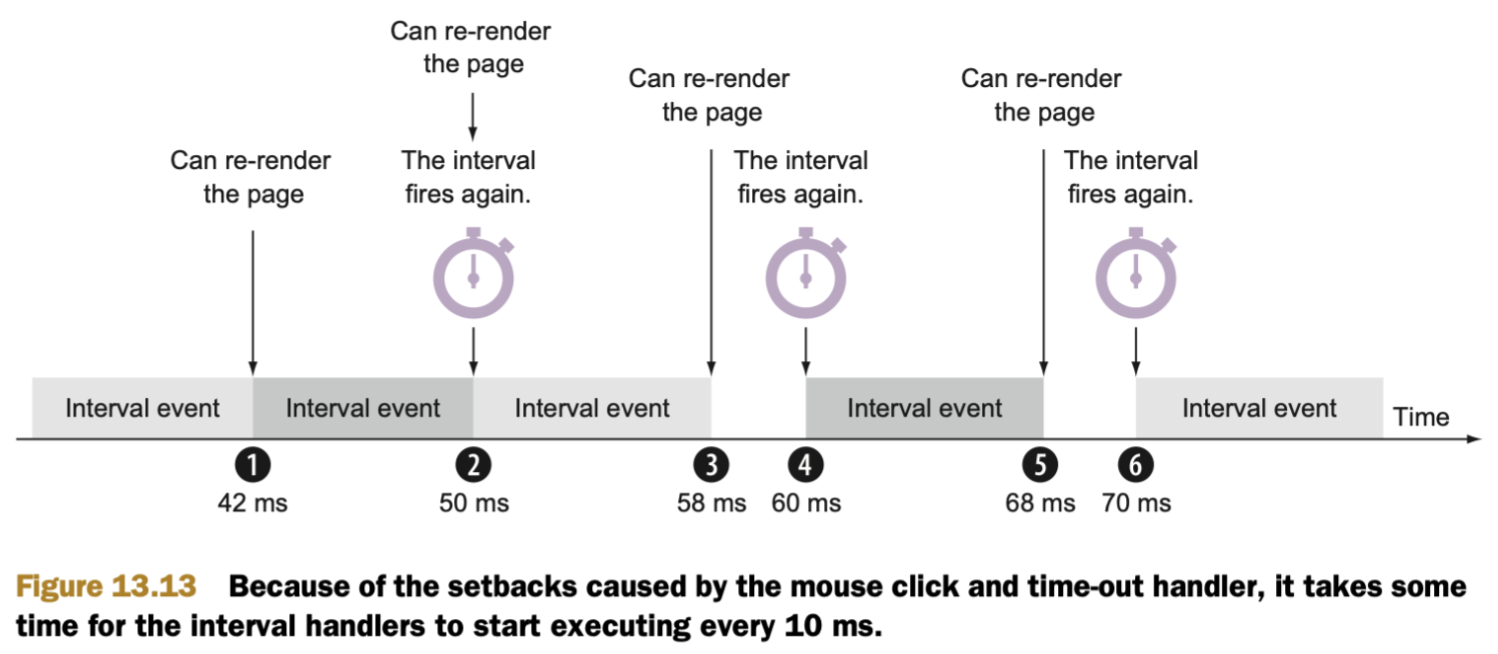 Can re-render
the page
Can re-render
the page
Can re-render
the page
Can re-render
the page
The interval
fires again.
The interval
fires again.
The interval
fires again.
Interval event
Interval event
Interval event
Interval event
Interval event
Time
1
2
3
4
5
6
42 ms
50 ms
58 ms
60 ms
68 ms
70 ms
Figure 13.13 Because of the setbacks caused by the mouse click and time-out handler, it takes some
time for the interval handlers to start executing every 10 ms.